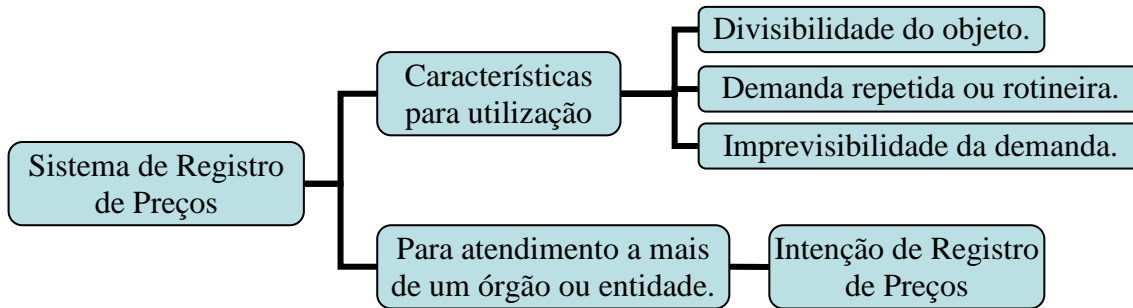 Sistema de Registro
de Preços
Características
para utilização
Divisibilidade do objeto.
Demanda repetida ou rotineira.
Imprevisibilidade da demanda.
Para atendimento a mais
de um órgão ou entidade.
Intenção de Registro
de Preços